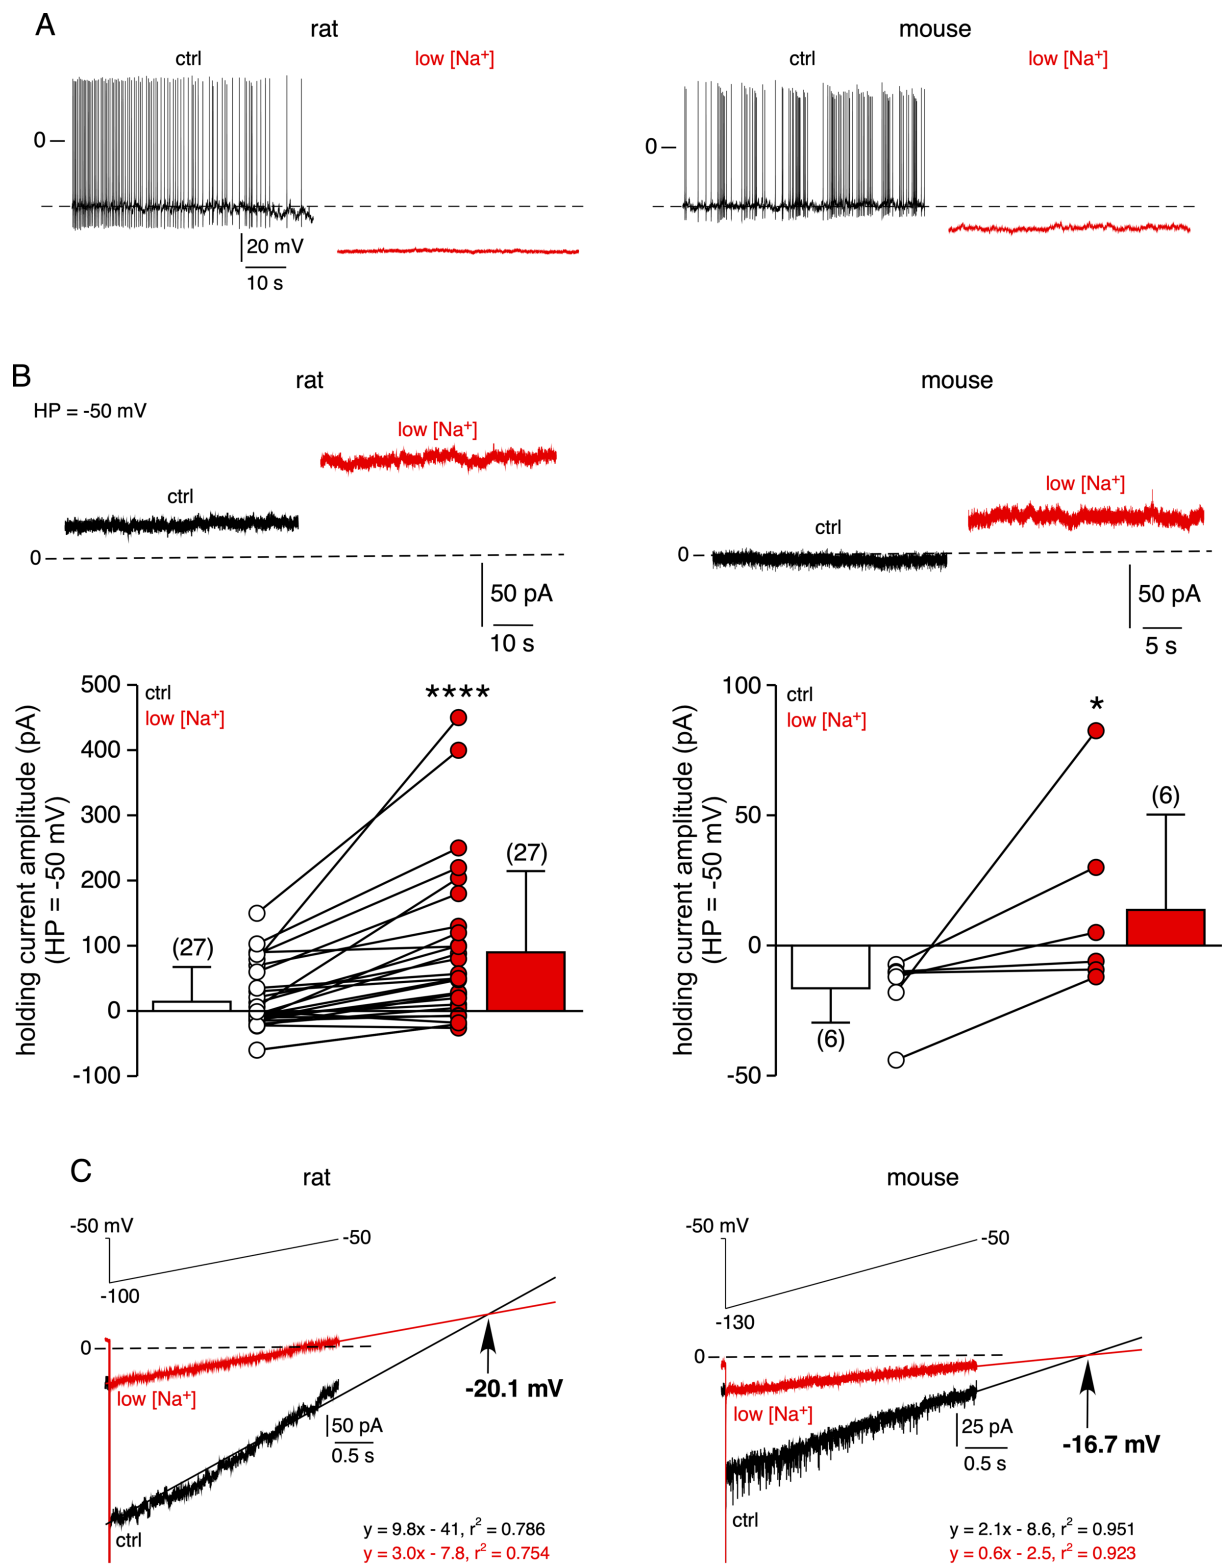 A
rat
mouse
ctrl
low [Na+]
ctrl
low [Na+]
0
0
20 mV
10 s
B
rat
mouse
HP = -50 mV
low [Na+]
ctrl
0
50 pA
10 s
low [Na+]
ctrl
0
50 pA
5 s
holding current amplitude (pA)
(HP = -50 mV)
500
400
300
200
100
0
-100
ctrl
low [Na+]
****
(27)
(27)
holding current amplitude (pA)
(HP = -50 mV)
100
50
0
-50
ctrl
low [Na+]
*
(6)
(6)
C
rat
mouse
-50 mV
-50
-100
0
low [Na+]
-20.1 mV
50 pA
0.5 s
ctrl
y = 9.8x - 41, r² = 0.786
y = 3.0x - 7.8, r² = 0.754
-50 mV
-50
-130
0
low [Na+]
25 pA
0.5 s
-16.7 mV
ctrl
y = 2.1x - 8.6, r² = 0.951
y = 0.6x - 2.5, r² = 0.923